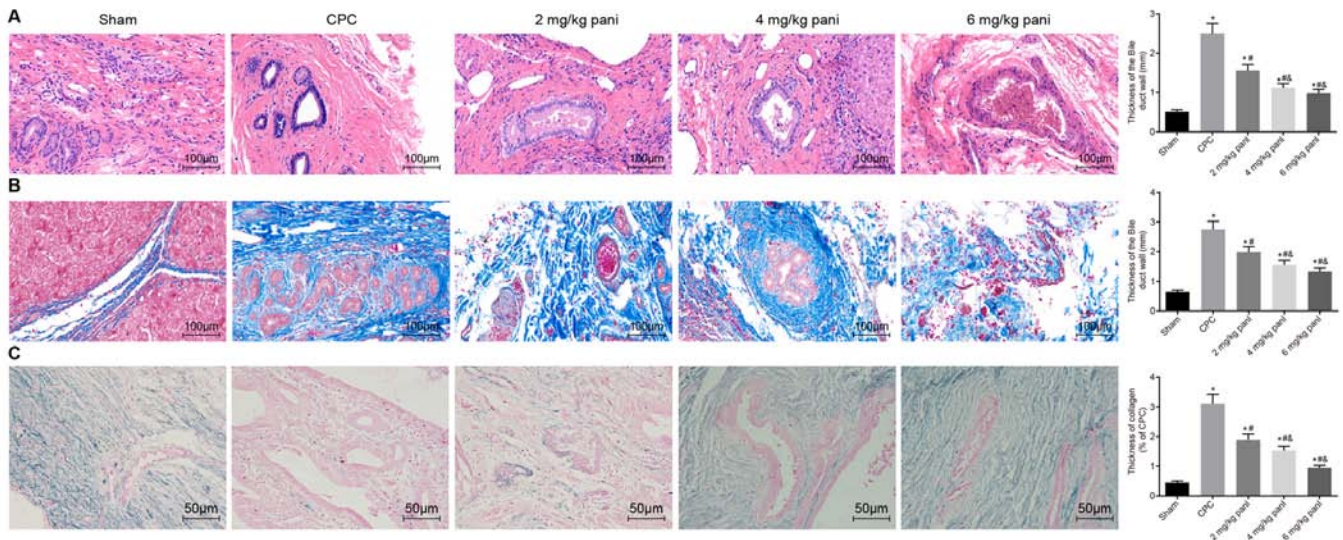 A
Sham
CPC
2 mg/kg pani
4 mg/kg pani
6 mg/kg pani
100μm
100μm
100μm
100μm
100μm
Thickness of the Bile
duct wall (mm)
3
2
1
0
*
*#
*#&
*#&
Sham
CPC
2 mg/kg pani
4 mg/kg pani
6 mg/kg pani
B
100μm
100μm
100μm
100μm
100μm
Thickness of the Bile
duct wall (mm)
4
3
2
1
0
*
*#
*#&
*#&
Sham
CPC
2 mg/kg pani
4 mg/kg pani
6 mg/kg pani
C
50μm
50μm
50μm
50μm
50μm
Thickness of collagen
(% of CPC)
4
3
2
1
0
*
*#
*#&
*#&
Sham
CPC
2 mg/kg pani
4 mg/kg pani
6 mg/kg pani